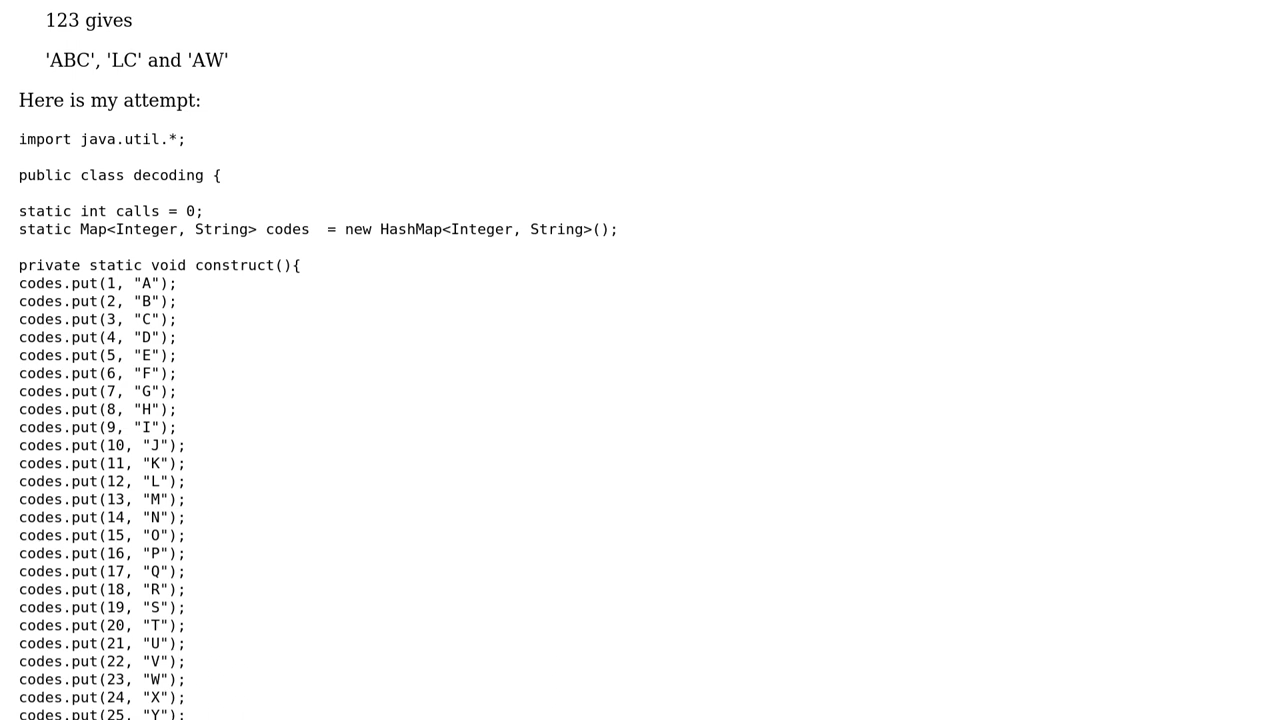 123 gives
'ABC', 'LC' and 'AW'
Here is my attempt:
import java.util.*;
public class decoding {
static int calls = 0;
static Map<Integer, String> codes  = new HashMap<Integer, String>();
private static void construct(){
codes.put(1, "A");
codes.put(2, "B");
codes.put(3, "C");
codes.put(4, "D");
codes.put(5, "E");
codes.put(6, "F");
codes.put(7, "G");
codes.put(8, "H");
codes.put(9, "I");
codes.put(10, "J");
codes.put(11, "K");
codes.put(12, "L");
codes.put(13, "M");
codes.put(14, "N");
codes.put(15, "O");
codes.put(16, "P");
codes.put(17, "Q");
codes.put(18, "R");
codes.put(19, "S");
codes.put(20, "T");
codes.put(21, "U");
codes.put(22, "V");
codes.put(23, "W");
codes.put(24, "X");
codes.put(25, "Y");